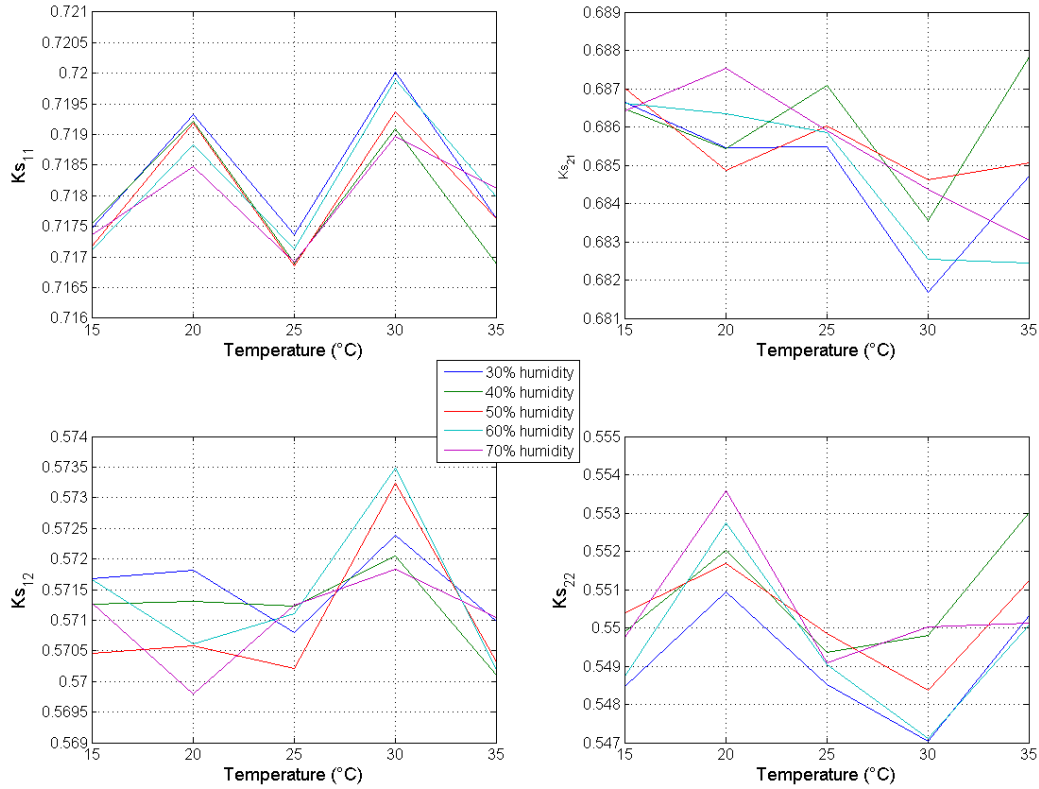 0.721
0.7205
0.72
0.7195
0.719
0.7185
0.718
0.7175
0.717
0.7165
0.716
Ks11
15 20 25 30 35
Temperature (°C)
0.689
0.688
0.687
0.686
0.685
0.684
0.683
0.682
0.681
Ks21
15 20 25 30 35
Temperature (°C)
30% humidity
40% humidity
50% humidity
60% humidity
70% humidity
0.574
0.5735
0.573
0.5725
0.572
0.5715
0.571
0.5705
0.57
0.5695
0.569
Ks12
15 20 25 30 35
Temperature (°C)
0.555
0.554
0.553
0.552
0.551
0.55
0.549
0.548
0.547
Ks22
15 20 25 30 35
Temperature (°C)